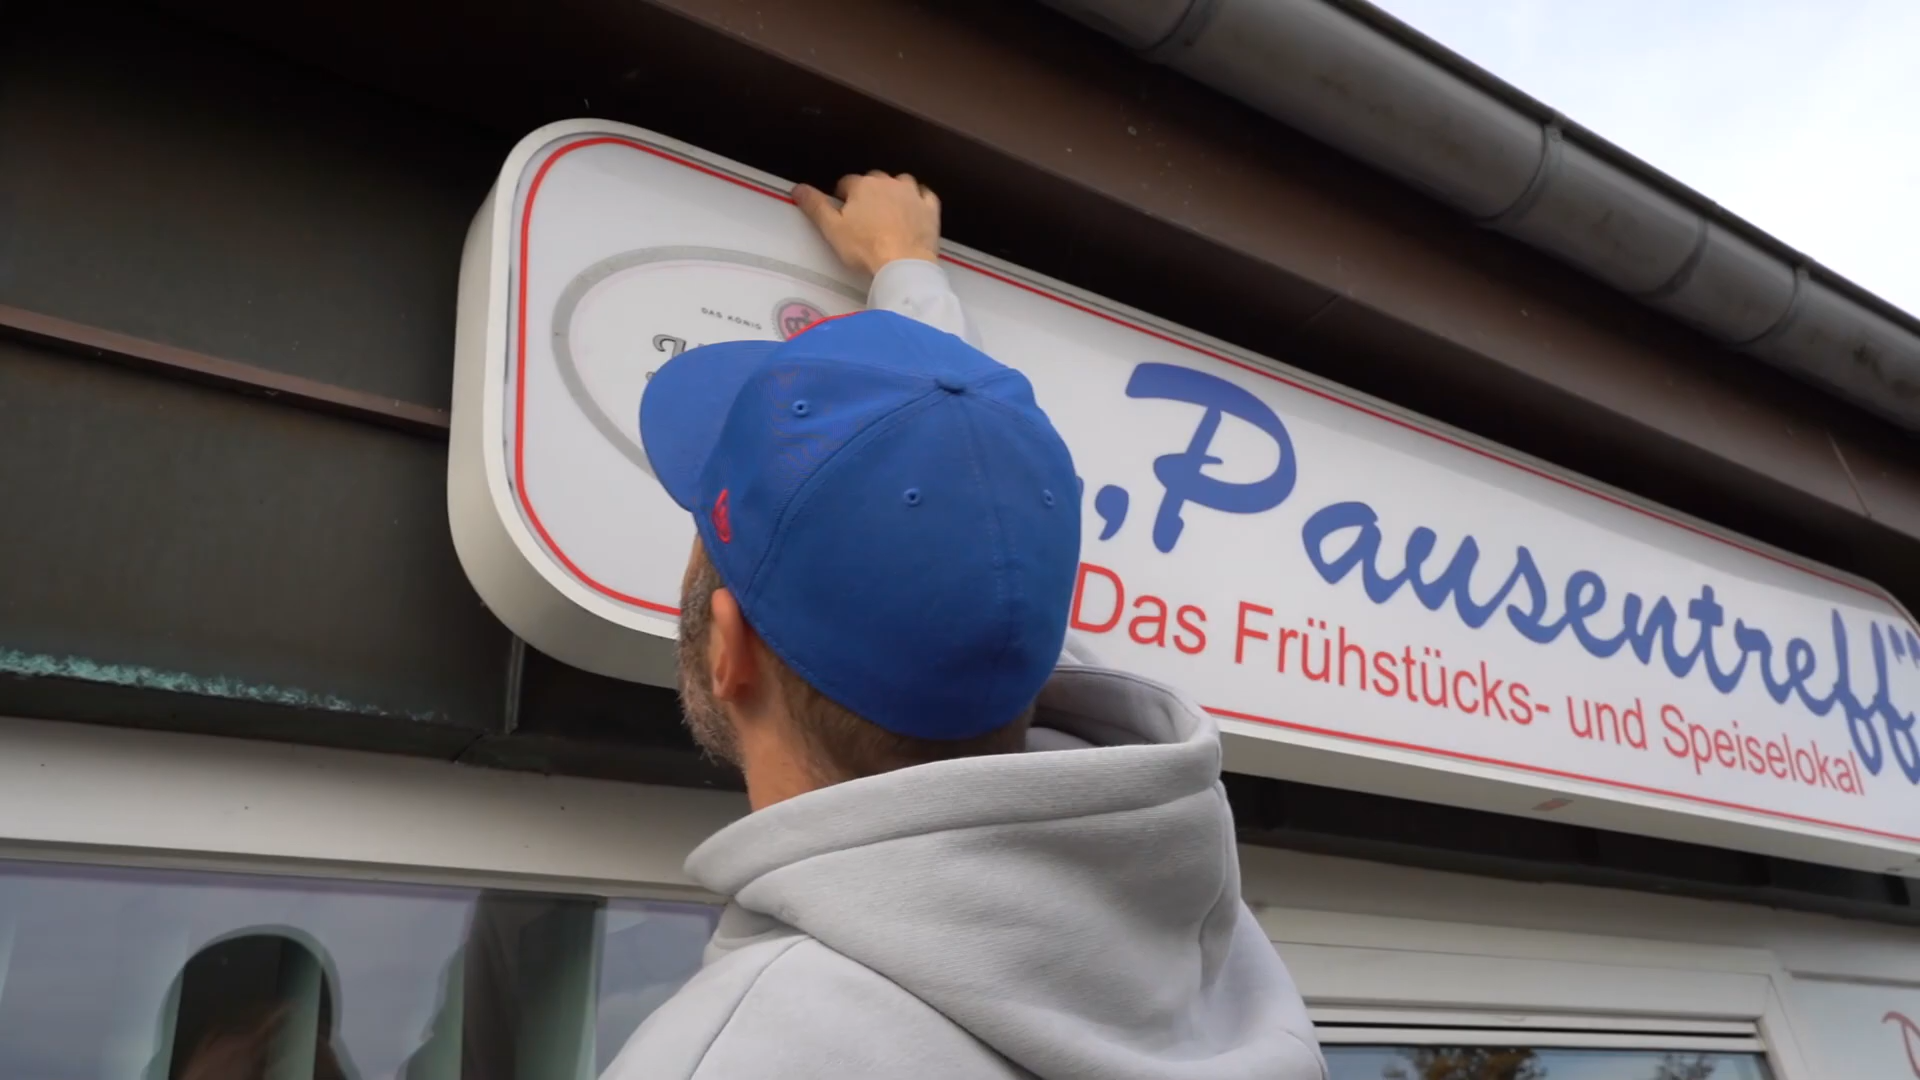 DAS KÖNIG
„Pausentreff"
Das Frühstücks- und Speiselokal